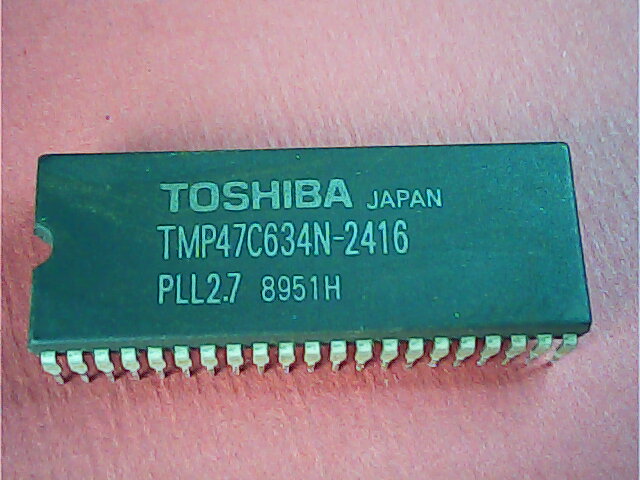 TOSHIBA JAPAN
TMP47C634N-2416
PLL2.7 8951H